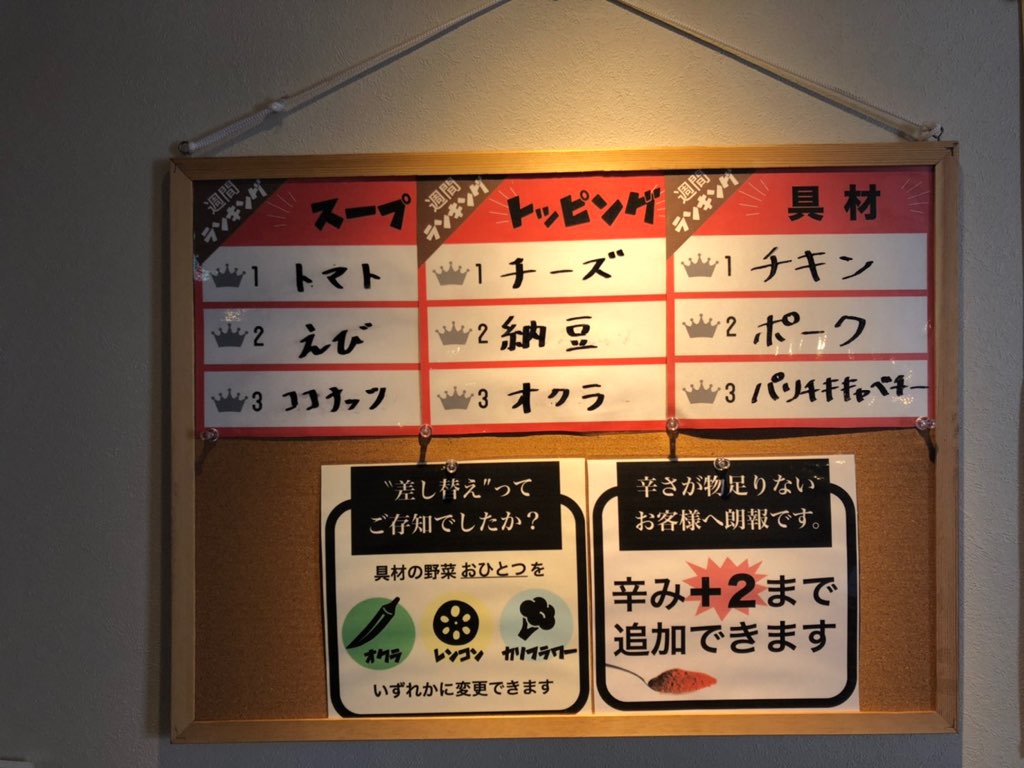 週間
ランキング
スープ
1 トマト
2 えび
3 ココナッツ
週間
ランキング
トッピング
1 チーズ
2 納豆
3 オクラ
週間
ランキング
具材
1 チキン
2 ポーク
3 パリチキキャベチー
"差し替え"って
ご存知でしたか?
具材の野菜 おひとつを
オクラ
レンコン
カリフラワー
いずれかに変更できます
辛さが物足りない
お客様へ朗報です。
辛み+2まで
追加できます